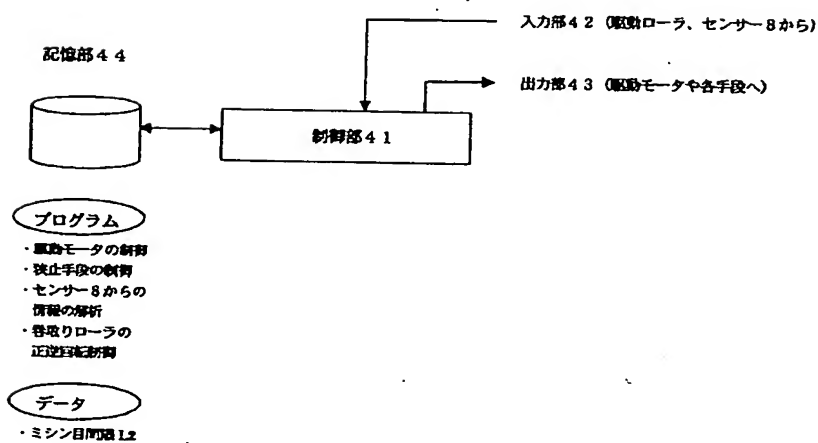 入力部４２（駆動ローラ、センサー８から）
記憶部４４
出力部４３（駆動モータや各手段へ）
制御部４１
プログラム
・駆動モータの制御
・挟止手段の制御
・センサー８からの
情報の解析
・巻取りローラの
正逆回転制御
データ
・ミシン目間隔L2